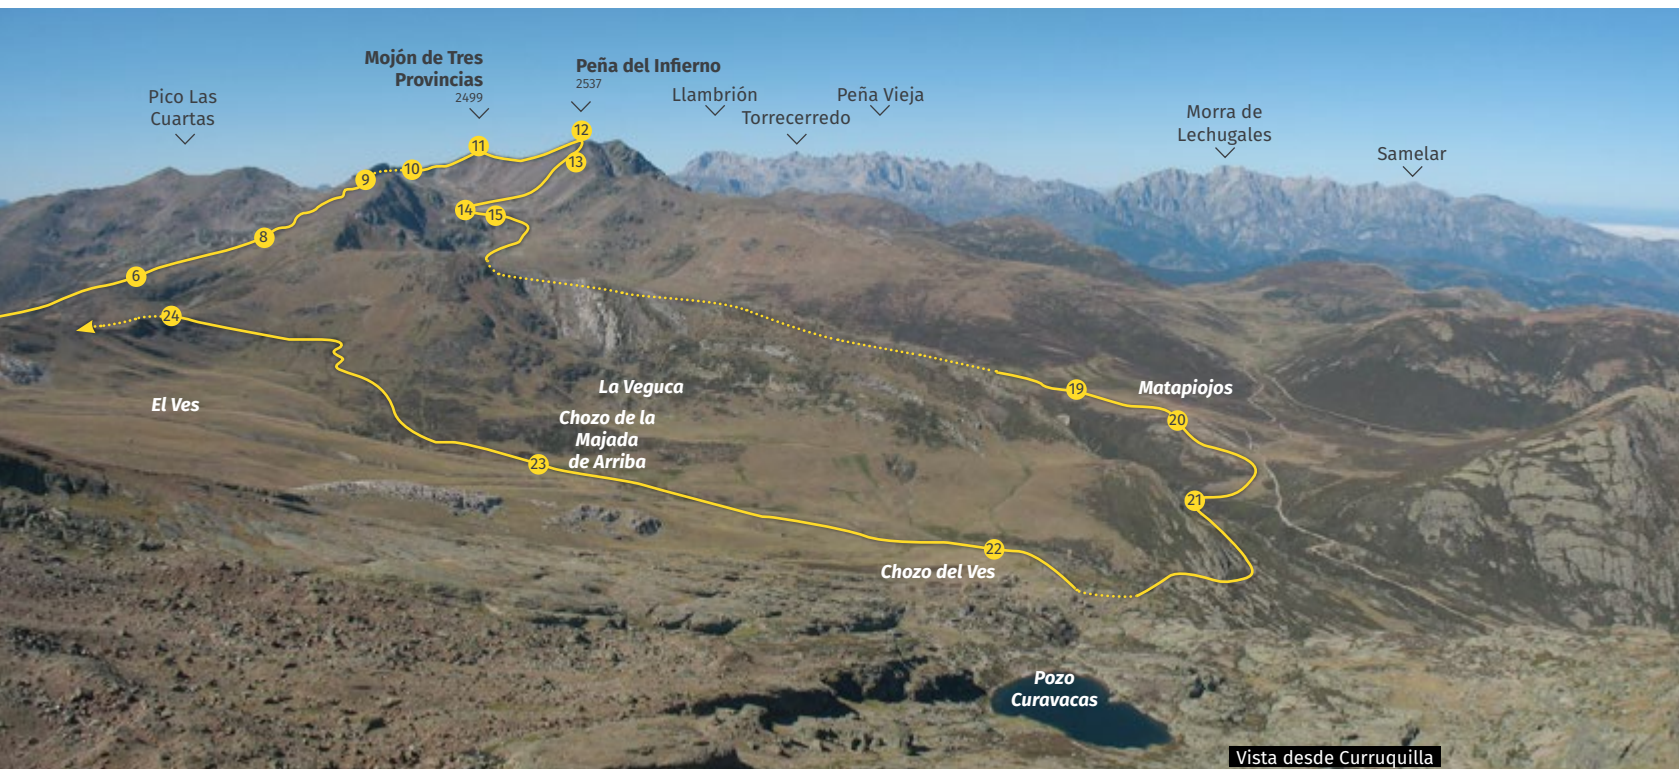 Mojón de Tres
Provincias
2499
Peña del Infierno
2537
Pico Las
Cuartas
Llambrión
Peña Vieja
Torrecerredo
Morra de
Lechugales
Samelar
12
11
13
10
9
14
15
8
6
24
La Veguca
Matapiojos
19
El Ves
Chozo de la
Majada
de Arriba
20
23
21
22
Chozo del Ves
Pozo
Curavacas
Vista desde Curruquilla